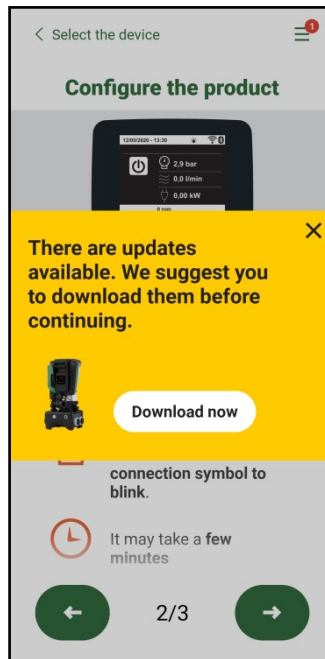 Select the device
1
Configure the product
12/03/2020 - 13:39
2,9 bar
0,0 l/min
0,00 kW
There are updates
available. We suggest you
to download them before
continuing.
Download now
connection symbol to
blink.
It may take a few
minutes
2/3